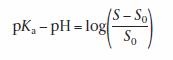 pKₐ – pH = log((S – S₀)/S₀)